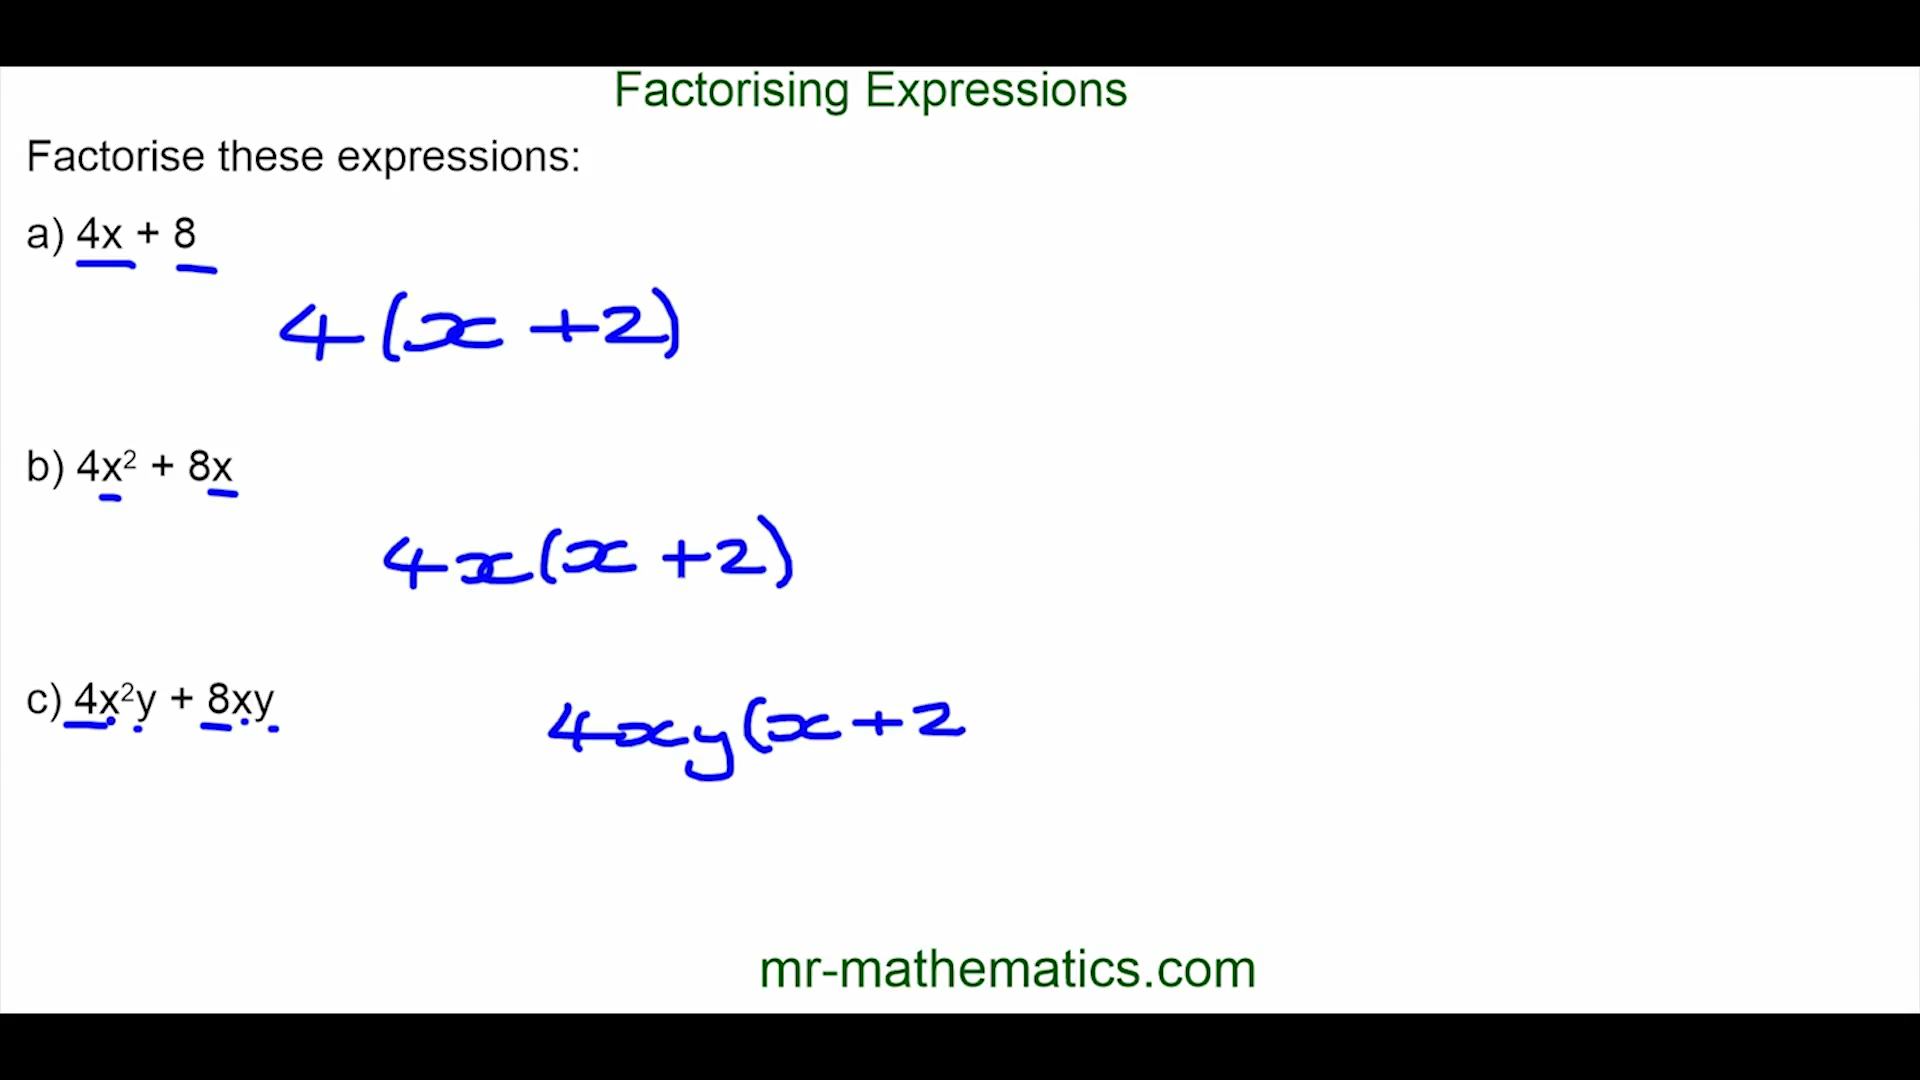 Factorising Expressions
Factorise these expressions:
a) 4x + 8
4(x +2)
b) 4x² + 8x
4x(x +2)
c) 4x²y + 8xy 4xy(x+2
mr-mathematics.com